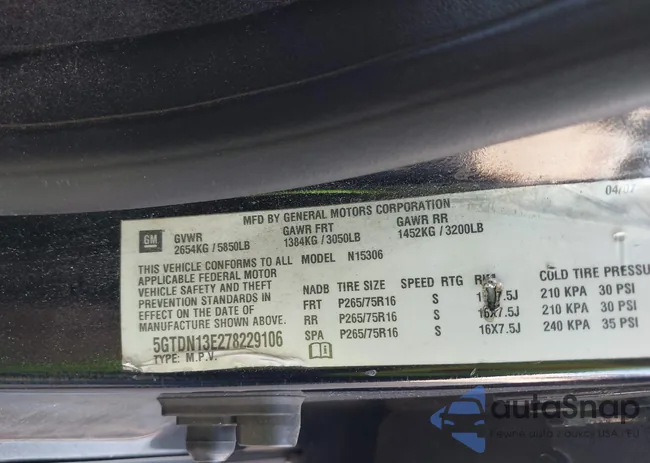 04/07
MFD BY GENERAL MOTORS CORPORATION
GM
GVWR GAWR FRT GAWR RR
2654KG / 5850LB 1384KG / 3050LB 1452KG / 3200LB
THIS VEHICLE CONFORMS TO ALL MODEL N15306
APPLICABLE FEDERAL MOTOR
VEHICLE SAFETY AND THEFT
PREVENTION STANDARDS IN
EFFECT ON THE DATE OF
MANUFACTURE SHOWN ABOVE.
5GTDN13E278229106
TYPE: M.P.V.
NADB TIRE SIZE SPEED RTG COLD TIRE PRESSU
FRT P265/75R16 S 210 KPA 30 PSI
RR P265/75R16 S 16X7.5J 210 KPA 30 PSI
SPA P265/75R16 S 16X7.5J 240 KPA 35 PSI
autaSnap